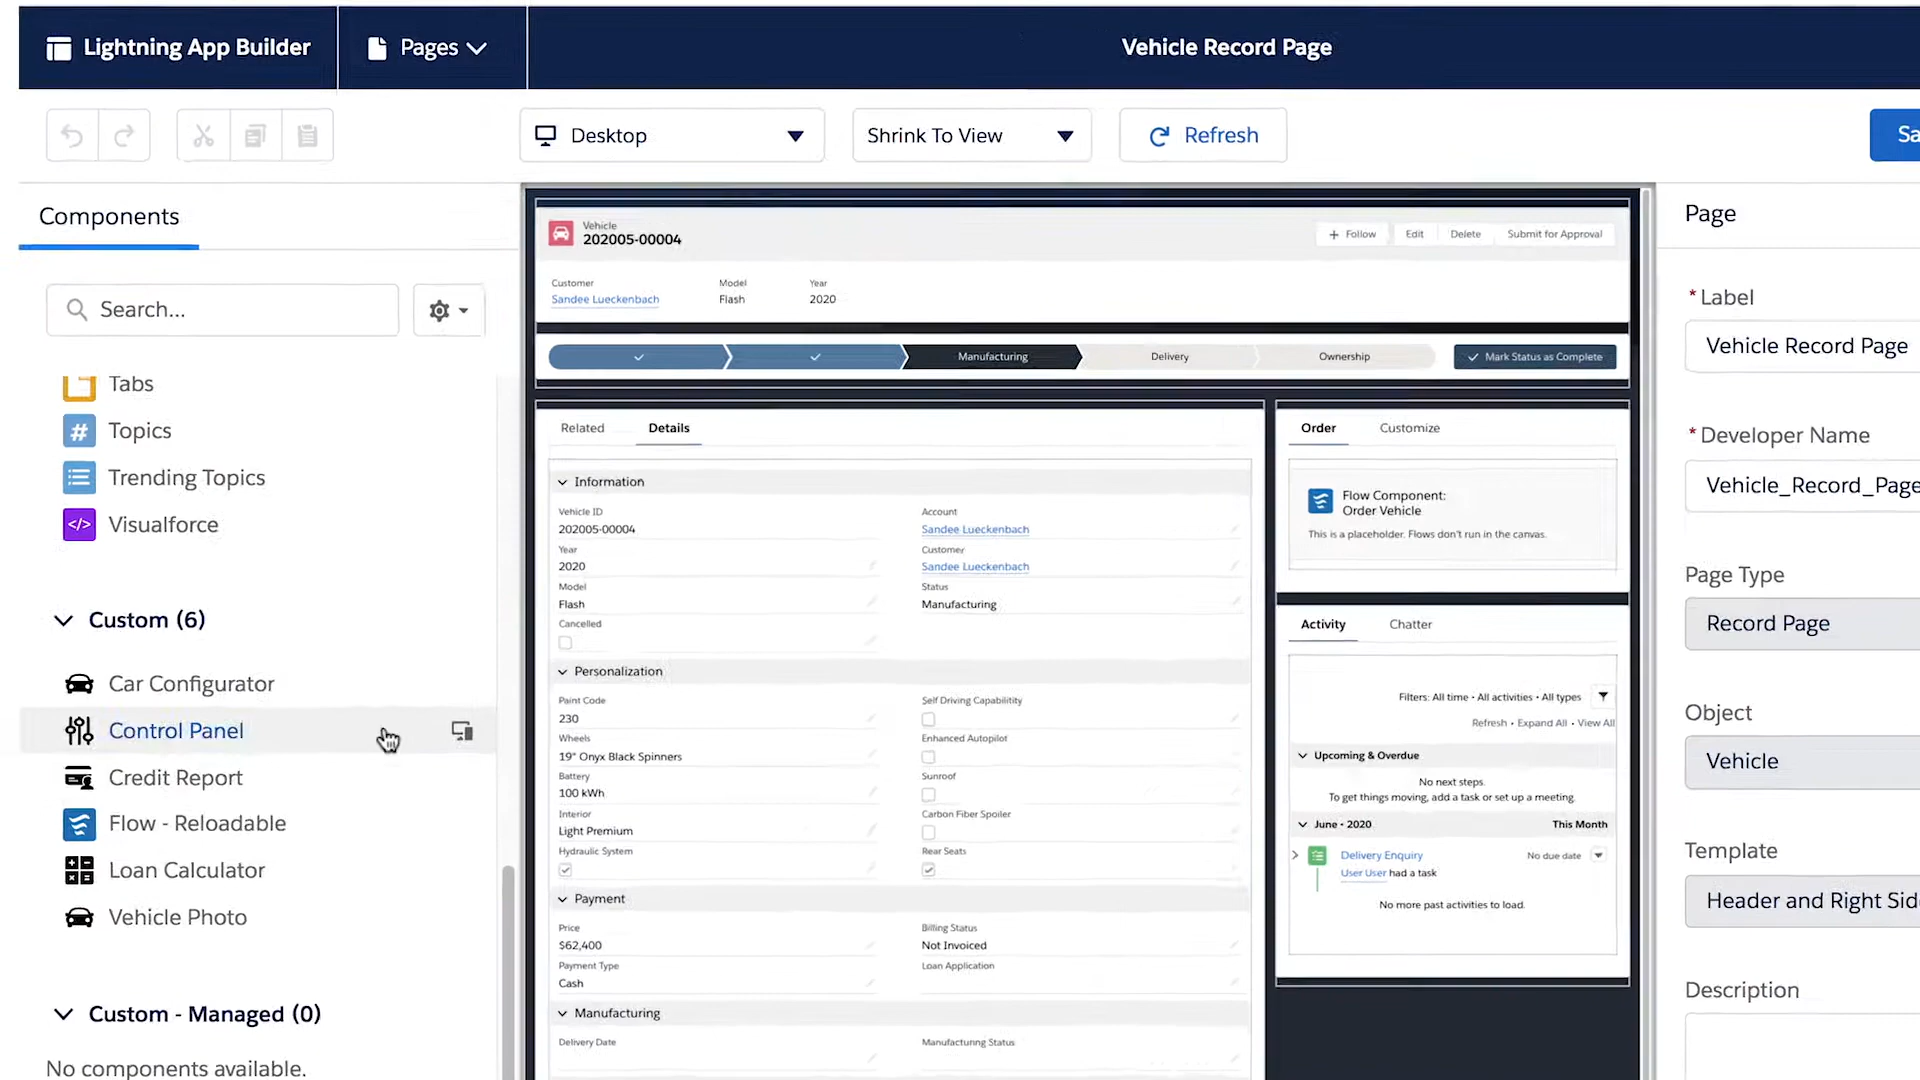 Lightning App Builder
Pages
Vehicle Record Page
Desktop
Shrink To View
Refresh
Sa
Components
Search...
Tabs
# Topics
Trending Topics
</> Visualforce
Custom (6)
Car Configurator
Control Panel
Credit Report
Flow - Reloadable
Loan Calculator
Vehicle Photo
Custom - Managed (0)
No components available.
Vehicle
202005-00004
+ Follow
Edit
Delete
Submit for Approval
Customer
Sandee Lueckenbach
Model
Flash
Year
2020
Manufacturing
Delivery
Ownership
Mark Status as Complete
Related
Details
Information
Vehicle ID
202005-00004
Account
Sandee Lueckenbach
Year
2020
Customer
Sandee Lueckenbach
Model
Flash
Status
Manufacturing
Cancelled
Personalization
Paint Code
230
Self Driving Capabitity
Wheels
19" Onyx Black Spinners
Enhanced Autopilot
Battery
100 kWh
Sunroof
Interior
Light Premium
Carbon Fiber Spoiler
Hydraulic System
Rear Seats
Payment
Price
$62,400
Billing Status
Not Invoiced
Payment Type
Cash
Loan Application
Manufacturing
Delivery Date
Manufacturing Status
Order
Customize
Flow Component:
Order Vehicle
This is a placeholder. Flows don't run in the canvas.
Activity
Chatter
Filters: All time • All activities • All types
Refresh • Expand All • View All
Upcoming & Overdue
No next steps.
To get things moving, add a task or set up a meeting.
June • 2020
This Month
Delivery Enquiry
No due date
User User had a task
No more past activities to load.
Page
* Label
Vehicle Record Page
* Developer Name
Vehicle_Record_Page
Page Type
Record Page
Object
Vehicle
Template
Header and Right Sid
Description